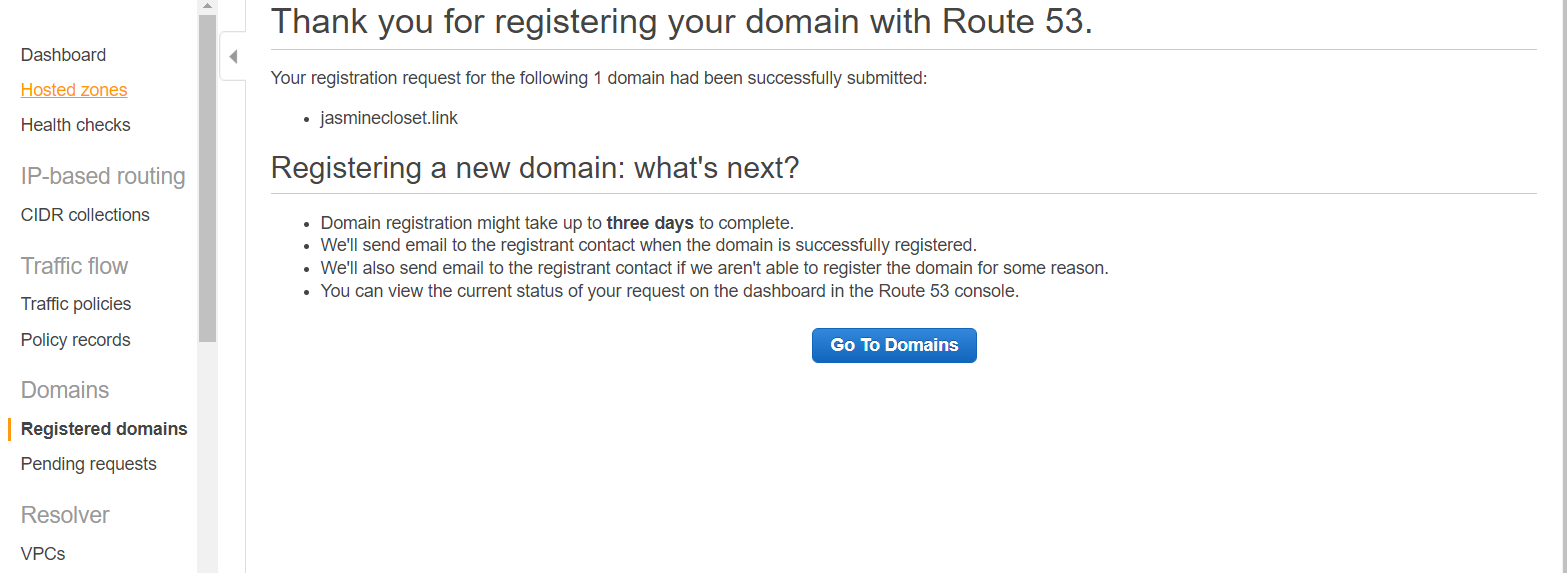 Dashboard
Hosted zones
Health checks
IP-based routing
CIDR collections
Traffic flow
Traffic policies
Policy records
Domains
Registered domains
Pending requests
Resolver
VPCs
Thank you for registering your domain with Route 53.
Your registration request for the following 1 domain had been successfully submitted:
• jasminecloset.link
Registering a new domain: what's next?
• Domain registration might take up to three days to complete.
• We'll send email to the registrant contact when the domain is successfully registered.
• We'll also send email to the registrant contact if we aren't able to register the domain for some reason.
• You can view the current status of your request on the dashboard in the Route 53 console.
Go To Domains